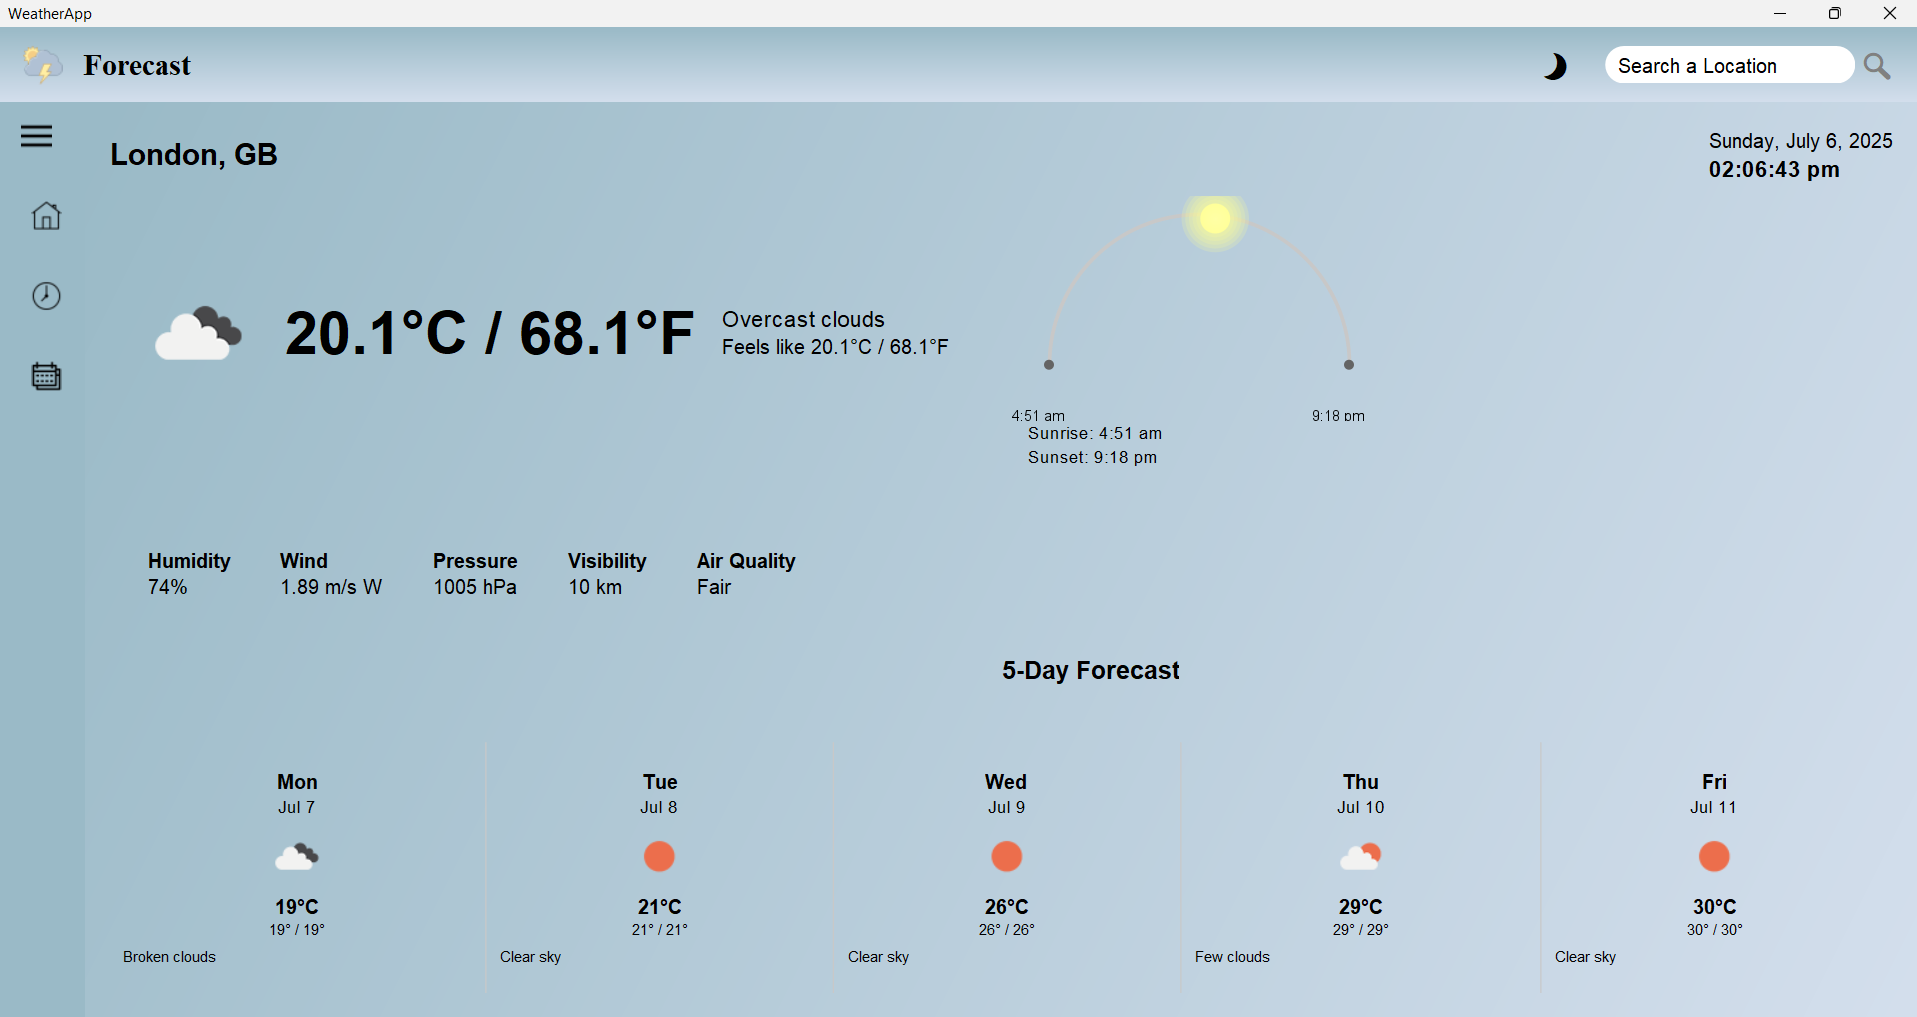 WeatherApp
Forecast
Search a Location
London, GB
Sunday, July 6, 2025
02:06:43 pm
20.1°C / 68.1°F
Overcast clouds
Feels like 20.1°C / 68.1°F
4:51 am
9:18 pm
Sunrise: 4:51 am
Sunset: 9:18 pm
Humidity
74%
Wind
1.89 m/s W
Pressure
1005 hPa
Visibility
10 km
Air Quality
Fair
5-Day Forecast
Mon
Jul 7
19°C
19° / 19°
Broken clouds
Tue
Jul 8
21°C
21° / 21°
Clear sky
Wed
Jul 9
26°C
26° / 26°
Clear sky
Thu
Jul 10
29°C
29° / 29°
Few clouds
Fri
Jul 11
30°C
30° / 30°
Clear sky